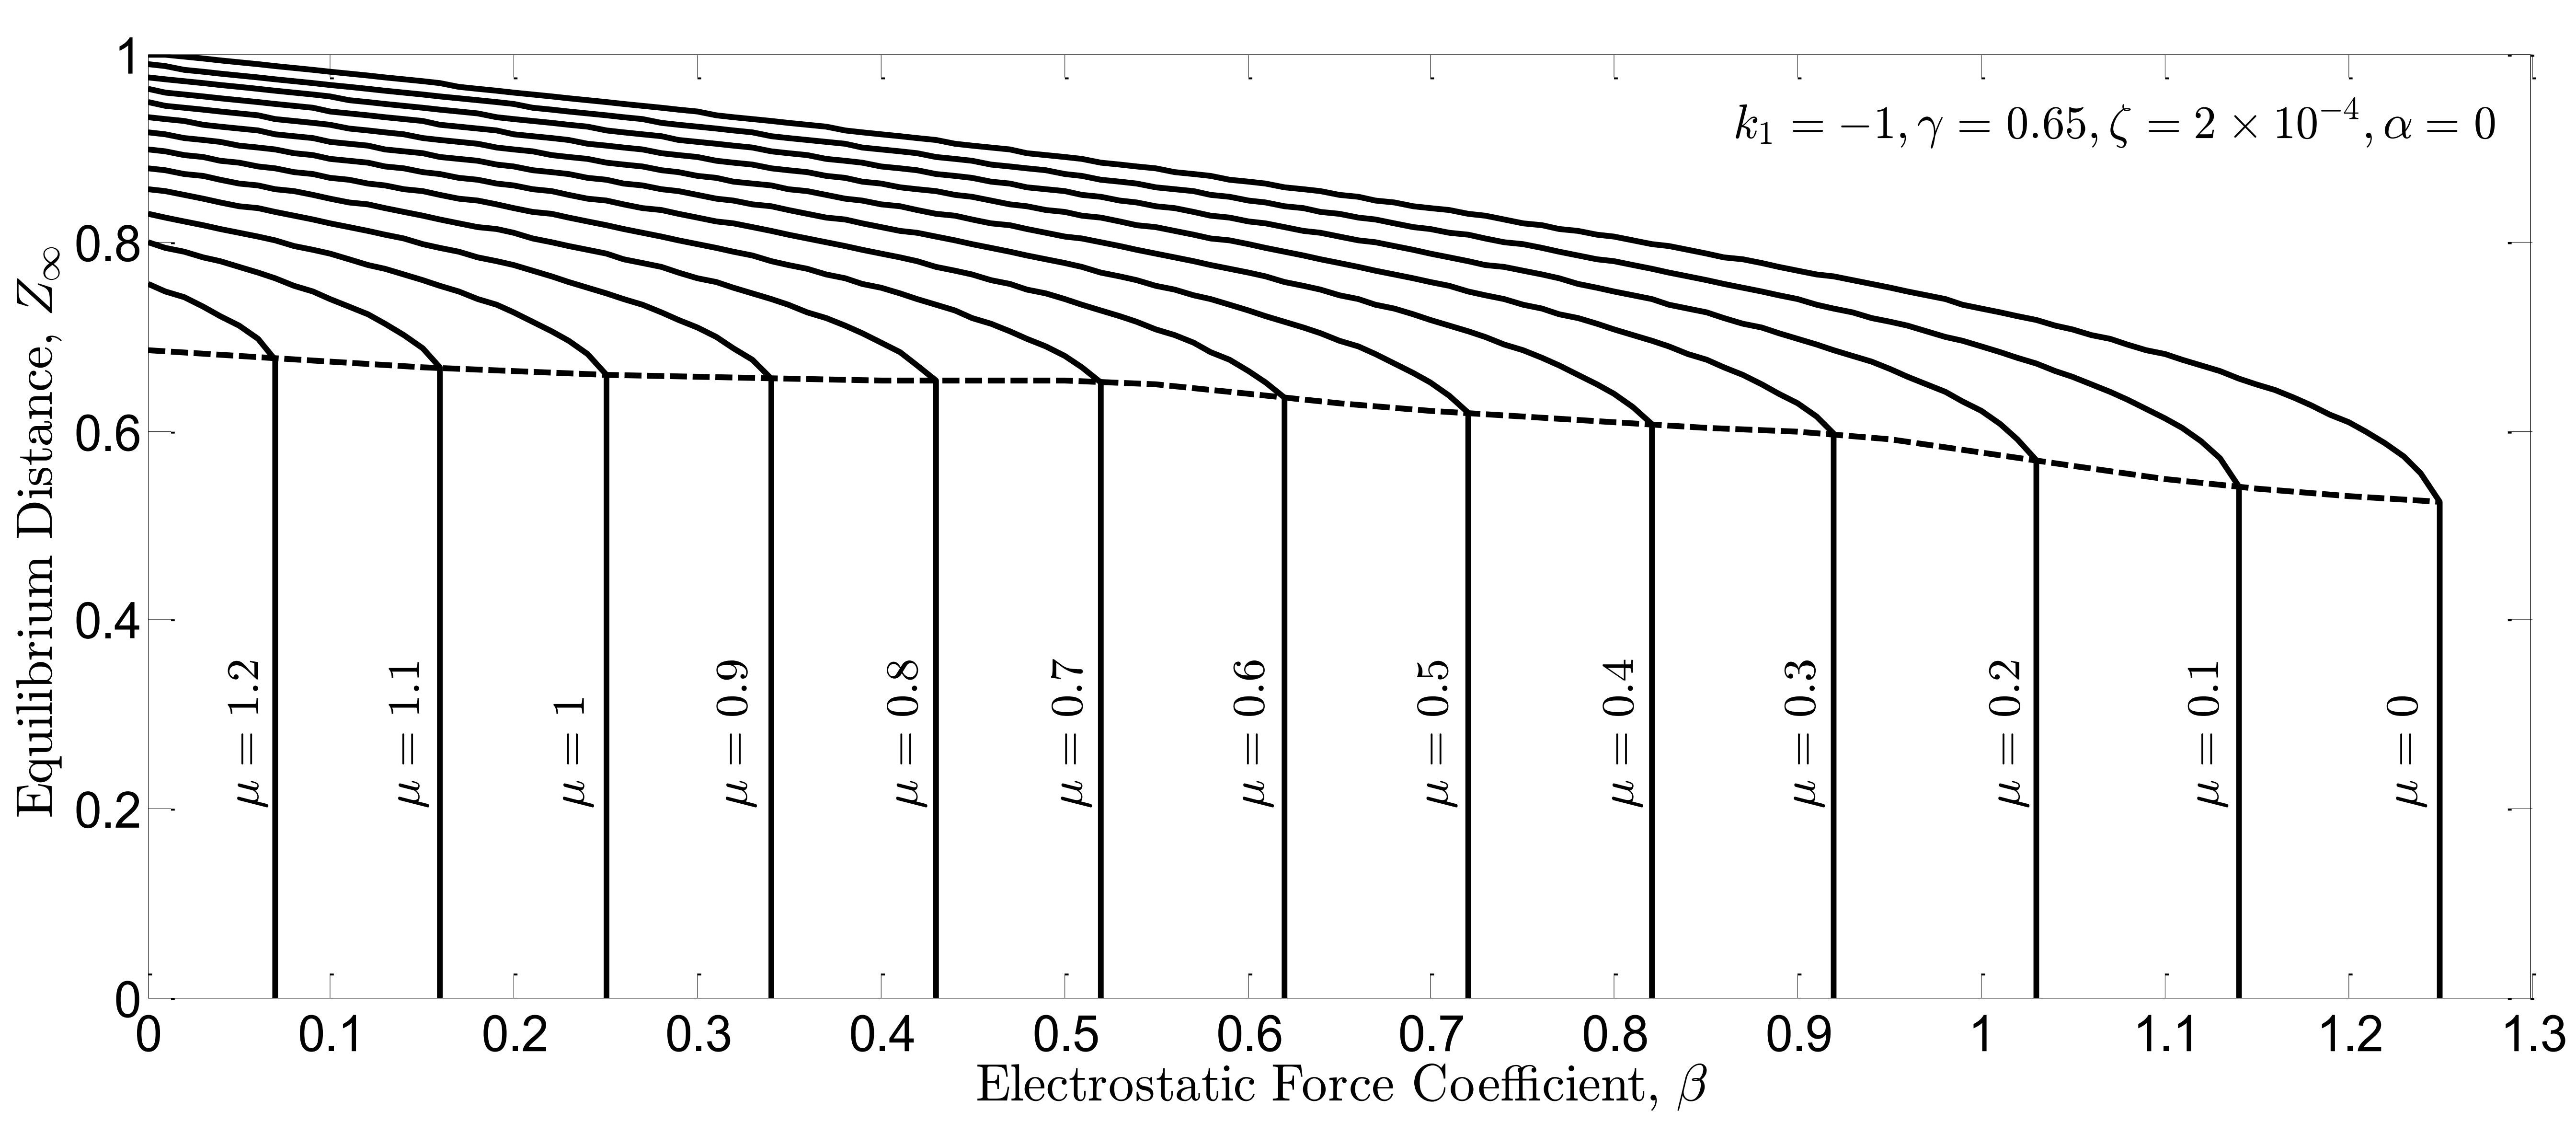 k₁ = −1, γ = 0.65, ζ = 2 × 10⁻⁴, α = 0
Equilibrium Distance, Z∞
1
0.8
0.6
0.4
0.2
0
μ = 1.2
μ = 1.1
μ = 1
μ = 0.9
μ = 0.8
μ = 0.7
μ = 0.6
μ = 0.5
μ = 0.4
μ = 0.3
μ = 0.2
μ = 0.1
μ = 0
0 0.1 0.2 0.3 0.4 0.5 0.6 0.7 0.8 0.9 1 1.1 1.2 1.3
Electrostatic Force Coefficient, β